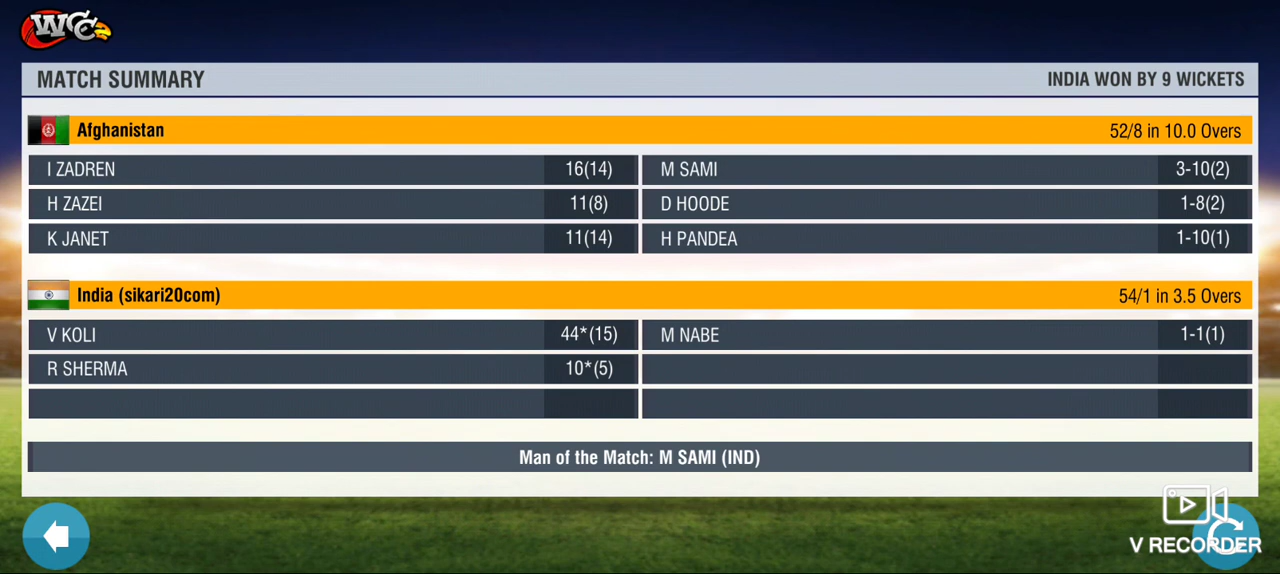 WCC
MATCH SUMMARY INDIA WON BY 9 WICKETS
Afghanistan 52/8 in 10.0 Overs
I ZADREN 16(14) M SAMI 3-10(2)
H ZAZEI 11(8) D HOODE 1-8(2)
K JANET 11(14) H PANDEA 1-10(1)
India (sikari20com) 54/1 in 3.5 Overs
V KOLI 44*(15) M NABE 1-1(1)
R SHERMA 10*(5)
Man of the Match: M SAMI (IND)
V RECORDER